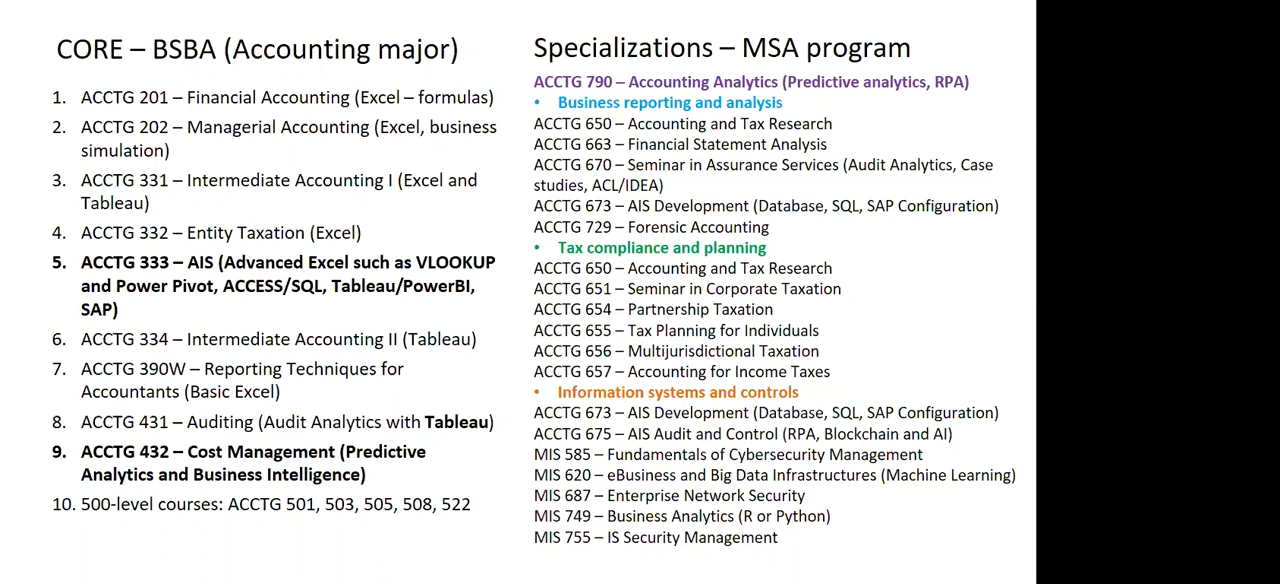 CORE – BSBA (Accounting major)
1. ACCTG 201 – Financial Accounting (Excel – formulas)
2. ACCTG 202 – Managerial Accounting (Excel, business
simulation)
3. ACCTG 331 – Intermediate Accounting I (Excel and
Tableau)
4. ACCTG 332 – Entity Taxation (Excel)
5. ACCTG 333 – AIS (Advanced Excel such as VLOOKUP
and Power Pivot, ACCESS/SQL, Tableau/PowerBI,
SAP)
6. ACCTG 334 – Intermediate Accounting II (Tableau)
7. ACCTG 390W – Reporting Techniques for
Accountants (Basic Excel)
8. ACCTG 431 – Auditing (Audit Analytics with Tableau)
9. ACCTG 432 – Cost Management (Predictive
Analytics and Business Intelligence)
10. 500-level courses: ACCTG 501, 503, 505, 508, 522
Specializations – MSA program
ACCTG 790 – Accounting Analytics (Predictive analytics, RPA)
• Business reporting and analysis
ACCTG 650 – Accounting and Tax Research
ACCTG 663 – Financial Statement Analysis
ACCTG 670 – Seminar in Assurance Services (Audit Analytics, Case
studies, ACL/IDEA)
ACCTG 673 – AIS Development (Database, SQL, SAP Configuration)
ACCTG 729 – Forensic Accounting
• Tax compliance and planning
ACCTG 650 – Accounting and Tax Research
ACCTG 651 – Seminar in Corporate Taxation
ACCTG 654 – Partnership Taxation
ACCTG 655 – Tax Planning for Individuals
ACCTG 656 – Multijurisdictional Taxation
ACCTG 657 – Accounting for Income Taxes
• Information systems and controls
ACCTG 673 – AIS Development (Database, SQL, SAP Configuration)
ACCTG 675 – AIS Audit and Control (RPA, Blockchain and AI)
MIS 585 – Fundamentals of Cybersecurity Management
MIS 620 – eBusiness and Big Data Infrastructures (Machine Learning)
MIS 687 – Enterprise Network Security
MIS 749 – Business Analytics (R or Python)
MIS 755 – IS Security Management